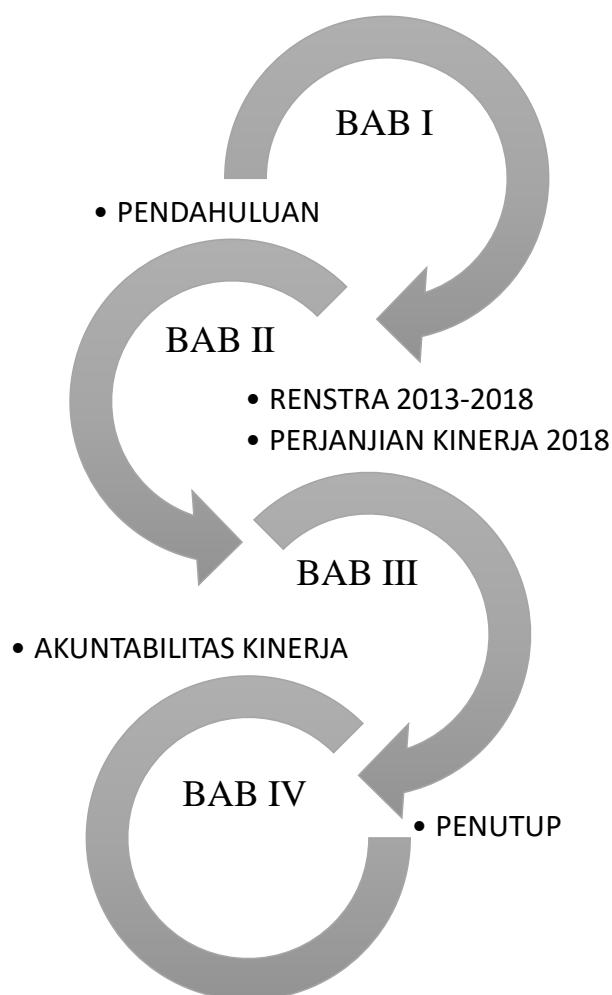 BAB I
• PENDAHULUAN
BAB II
• RENSTRA 2013-2018
• PERJANJIAN KINERJA 2018
BAB III
• AKUNTABILITAS KINERJA
BAB IV
• PENUTUP